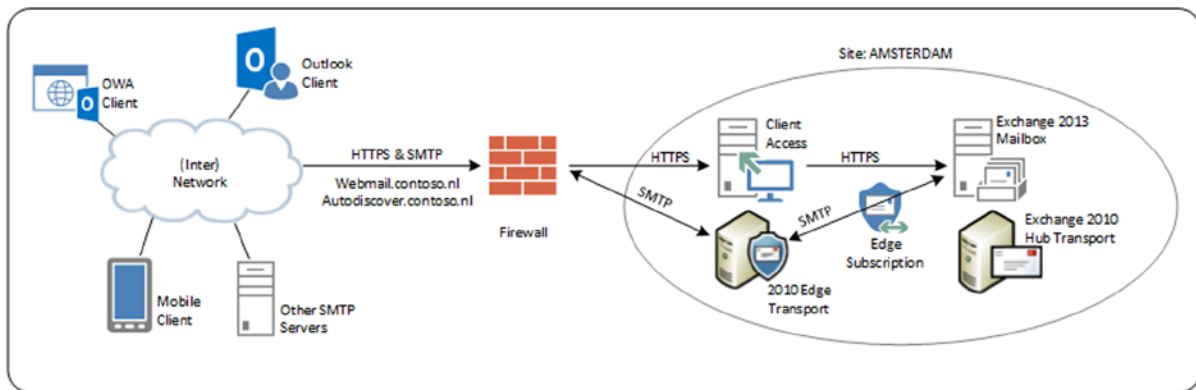 Site: AMSTERDAM
OWA
Client
Outlook
Client
(Inter)
Network
HTTPS & SMTP
Webmail.contoso.nl
Autodiscover.contoso.nl
Firewall
HTTPS
SMTP
Client
Access
HTTPS
SMTP
Exchange 2013
Mailbox
Edge
Subscription
2010 Edge
Transport
Exchange 2010
Hub Transport
Mobile
Client
Other SMTP
Servers